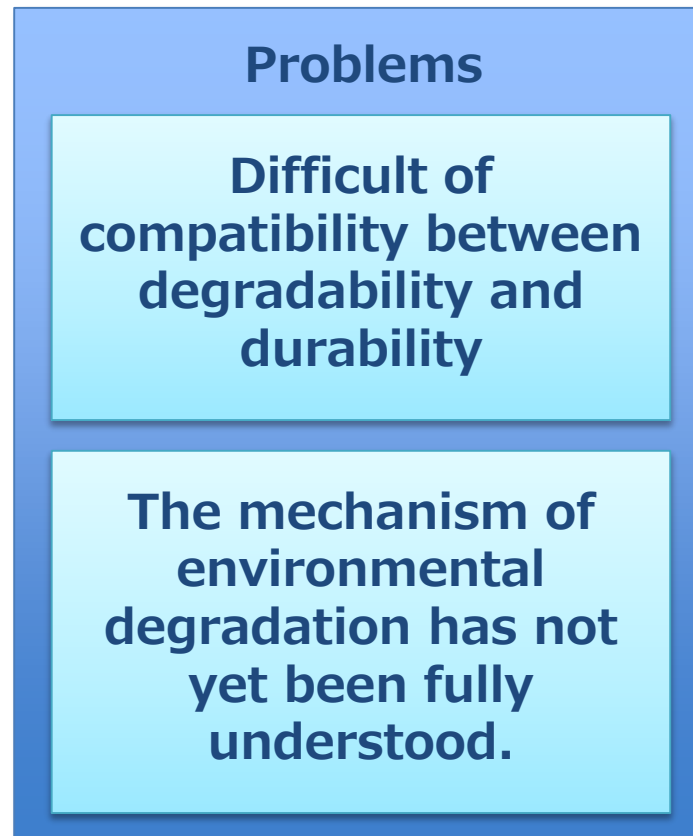 Problems
Difficult of
compatibility between
degradability and
durability
The mechanism of
environmental
degradation has not
yet been fully
understood.